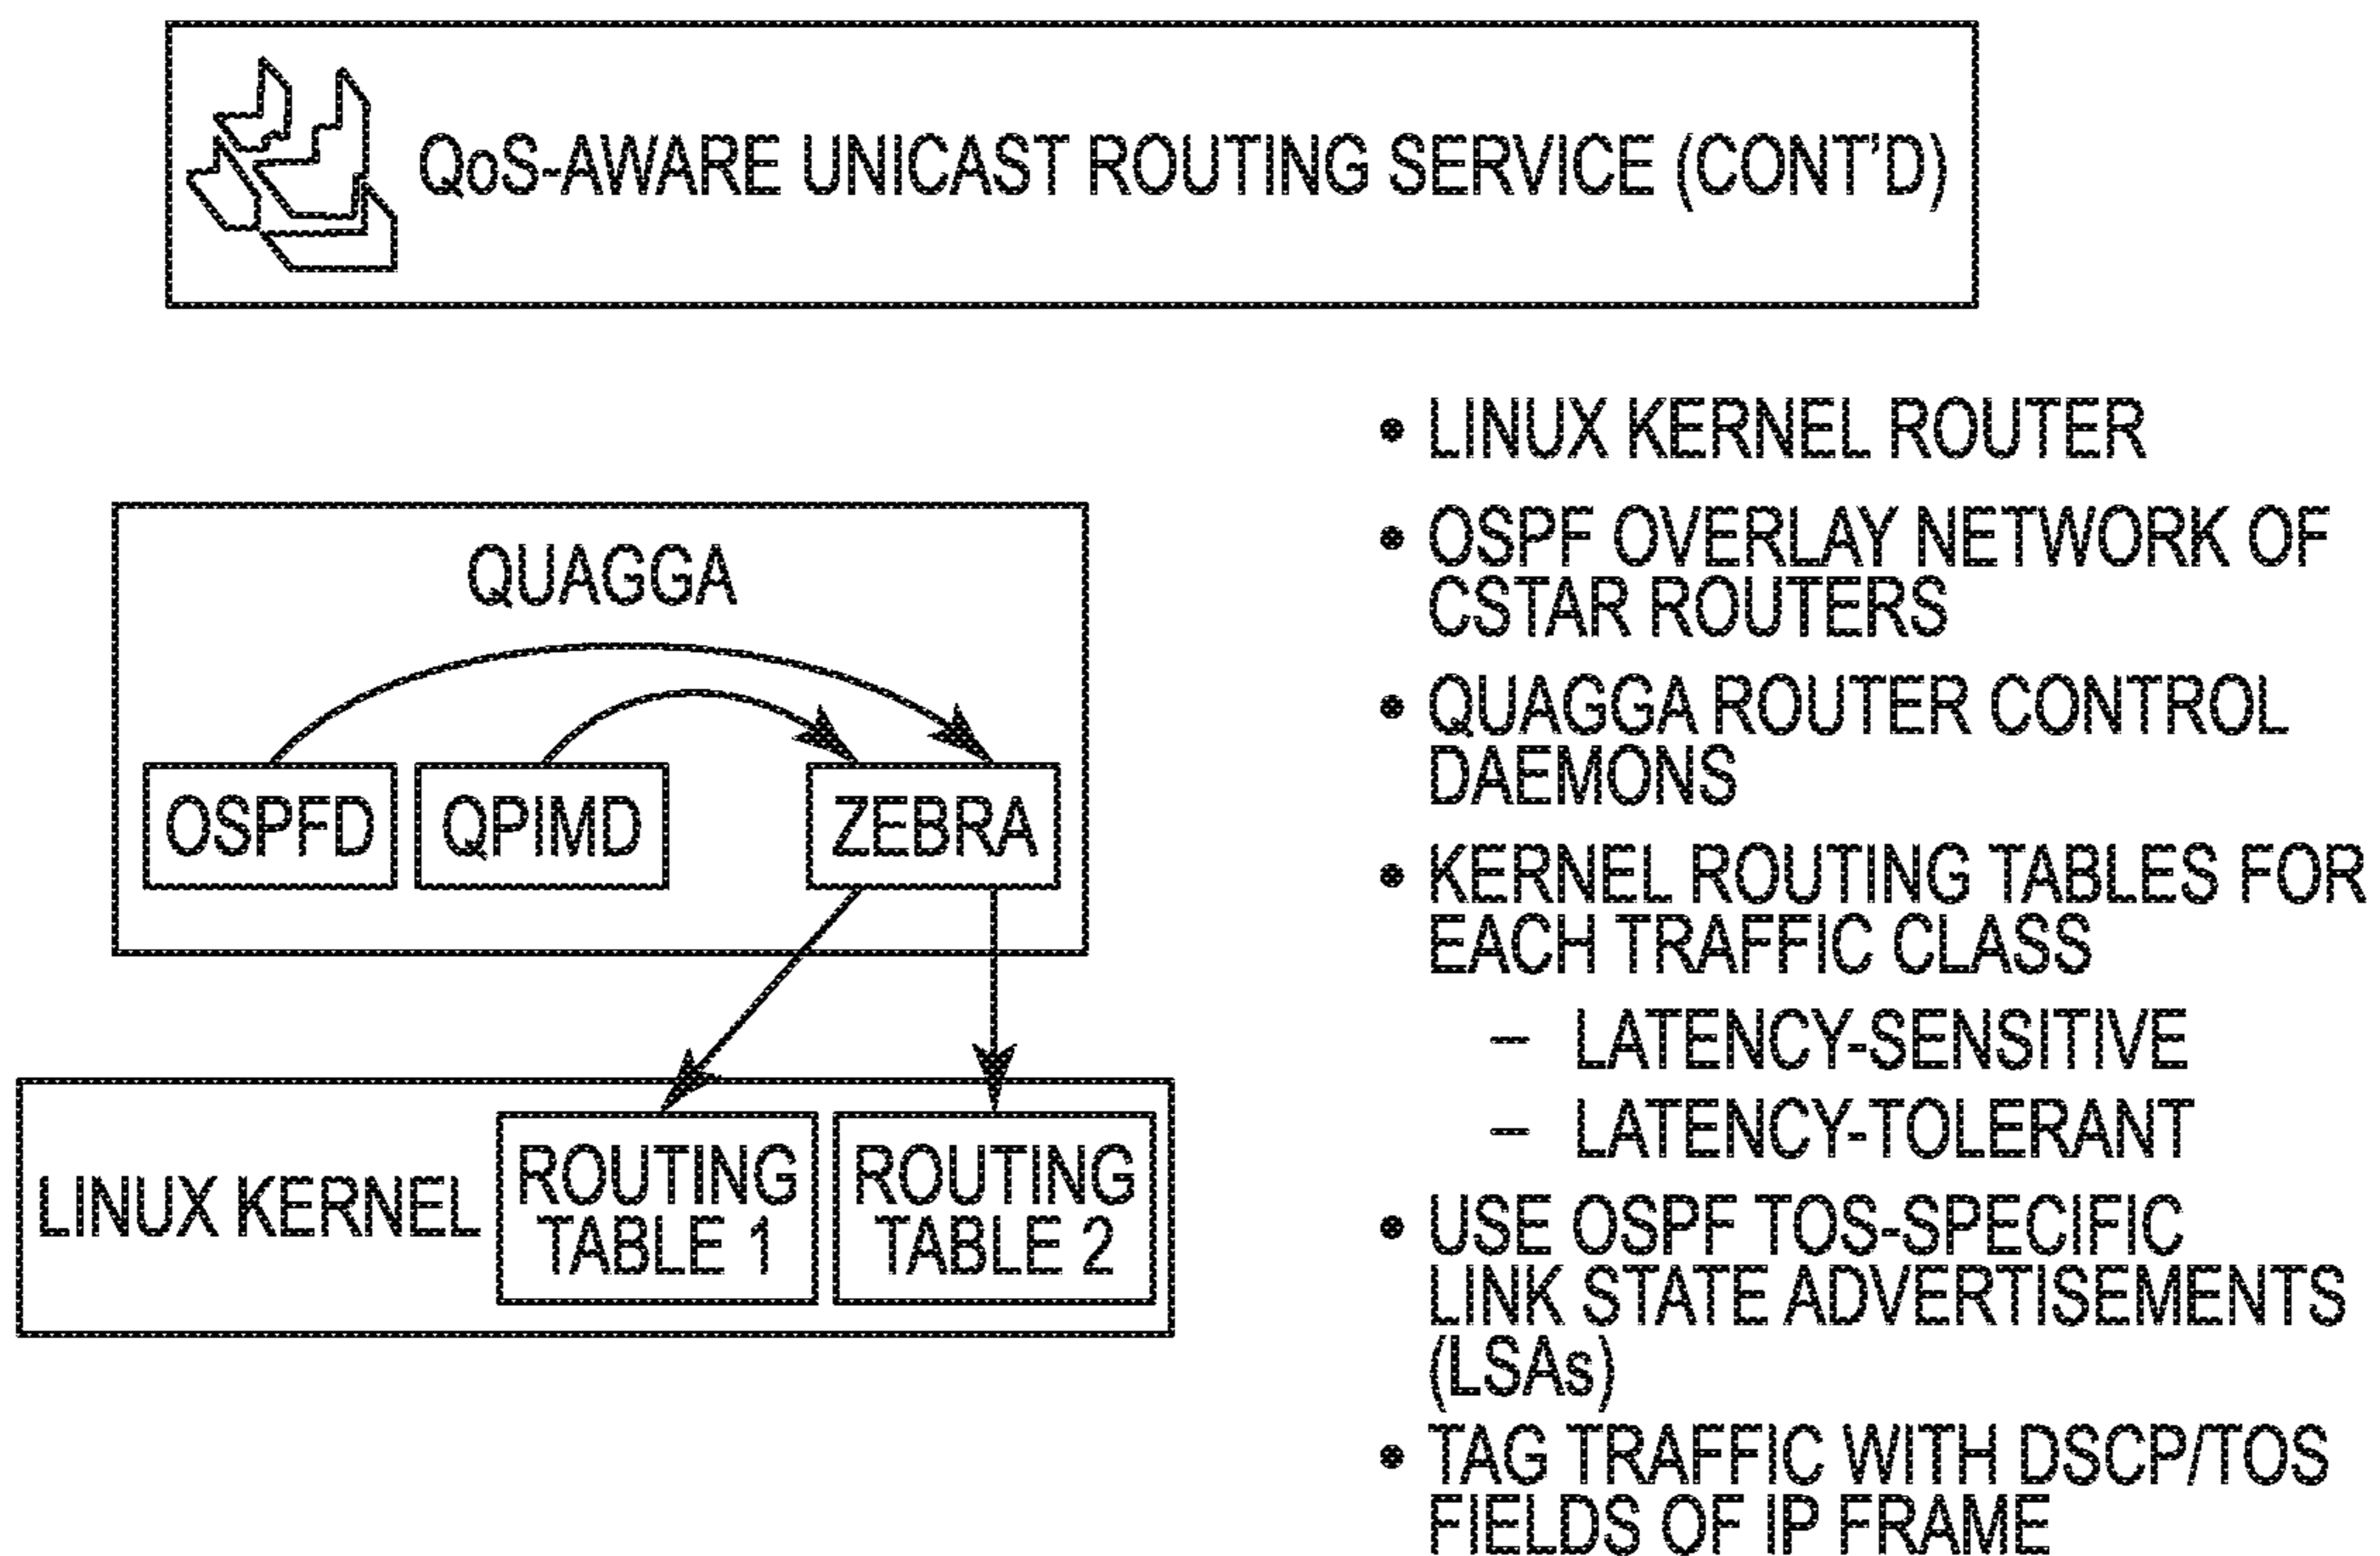 QoS-AWARE UNICAST ROUTING SERVICE (CONT'D)
QUAGGA
OSPFD
QPIMD
ZEBRA
LINUX KERNEL
ROUTING
TABLE 1
ROUTING
TABLE 2
• LINUX KERNEL ROUTER
• OSPF OVERLAY NETWORK OF
CSTAR ROUTERS
• QUAGGA ROUTER CONTROL
DAEMONS
• KERNEL ROUTING TABLES FOR
EACH TRAFFIC CLASS
– LATENCY-SENSITIVE
– LATENCY-TOLERANT
• USE OSPF TOS-SPECIFIC
LINK STATE ADVERTISEMENTS
(LSAs)
• TAG TRAFFIC WITH DSCP/TOS
FIELDS OF IP FRAME